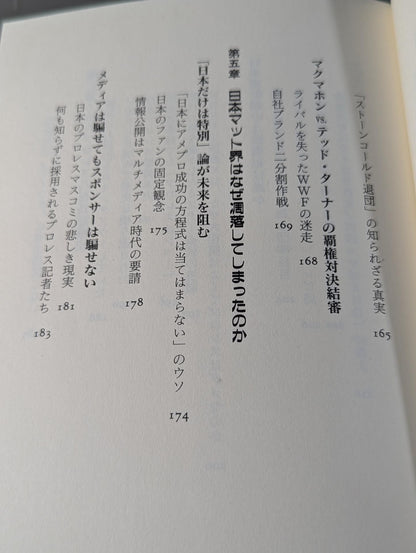 「ストーンコールド退団」の知られざる真実 165
マクマホンvs.テッド・ターナーの覇権対決結審
ライバルを失ったWWFの迷走 168
自社ブランド二分割作戦 169
第五章 日本マット界はなぜ凋落してしまったのか
「日本だけは特別」論が未来を阻む
「日本にアメプロ成功の方程式は当てはまらない」のウソ 174
日本のファンの固定観念 175
情報公開はマルチメディア時代の要請 178
メディアは騙せてもスポンサーは騙せない
日本のプロレスマスコミの悲しき現実 181
何も知らずに採用されるプロレス記者たち 183